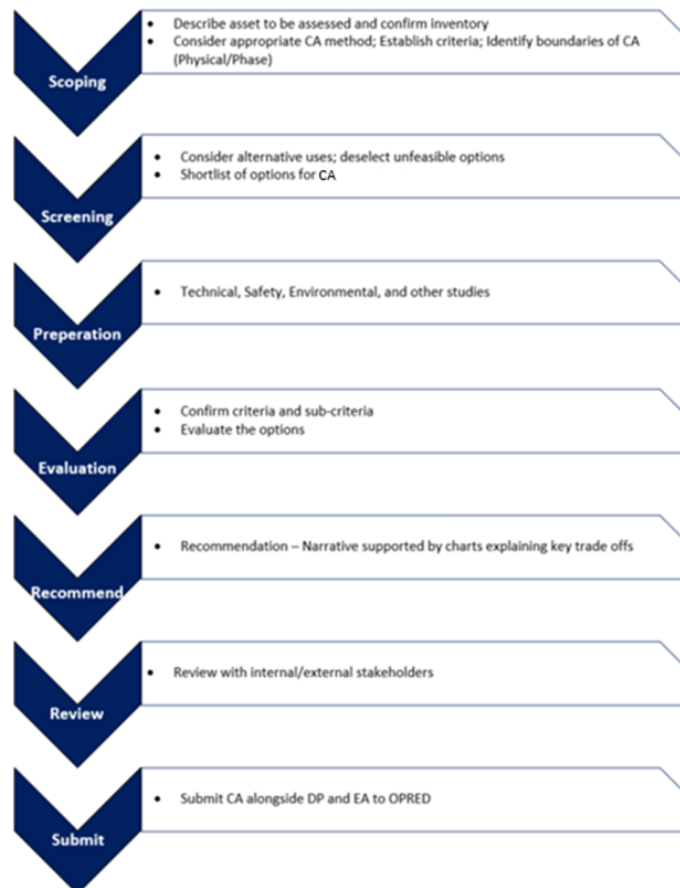 • Describe asset to be assessed and confirm inventory
• Consider appropriate CA method; Establish criteria; Identify boundaries of CA
(Physical/Phase)
Scoping
• Consider alternative uses; deselect unfeasible options
• Shortlist of options for CA
Screening
• Technical, Safety, Environmental, and other studies
Preperation
• Confirm criteria and sub-criteria
• Evaluate the options
Evaluation
• Recommendation – Narrative supported by charts explaining key trade offs
Recommend
• Review with internal/external stakeholders
Review
• Submit CA alongside DP and EA to OPRED
Submit